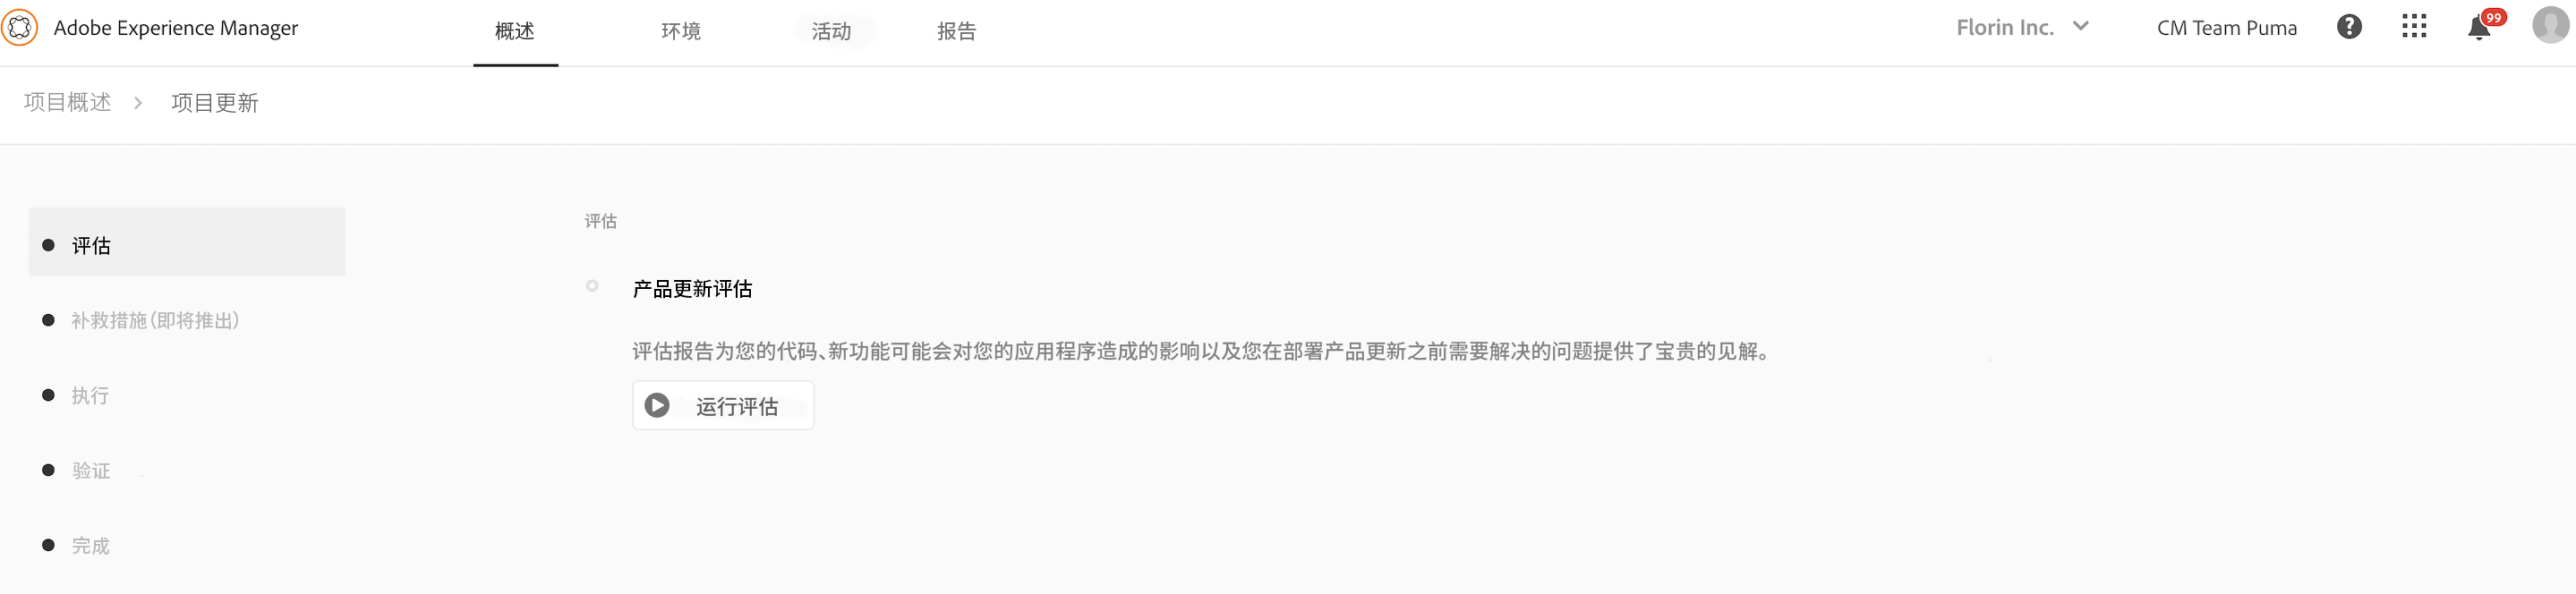 Adobe Experience Manager 概述 环境 活动 报告 Florin Inc. CM Team Puma ? 99
项目概述 > 项目更新
评估
补救措施(即将推出)
执行
验证
完成
评估
产品更新评估
评估报告为您的代码、新功能可能会对您的应用程序造成的影响以及您在部署产品更新之前需要解决的问题提供了宝贵的见解。
运行评估